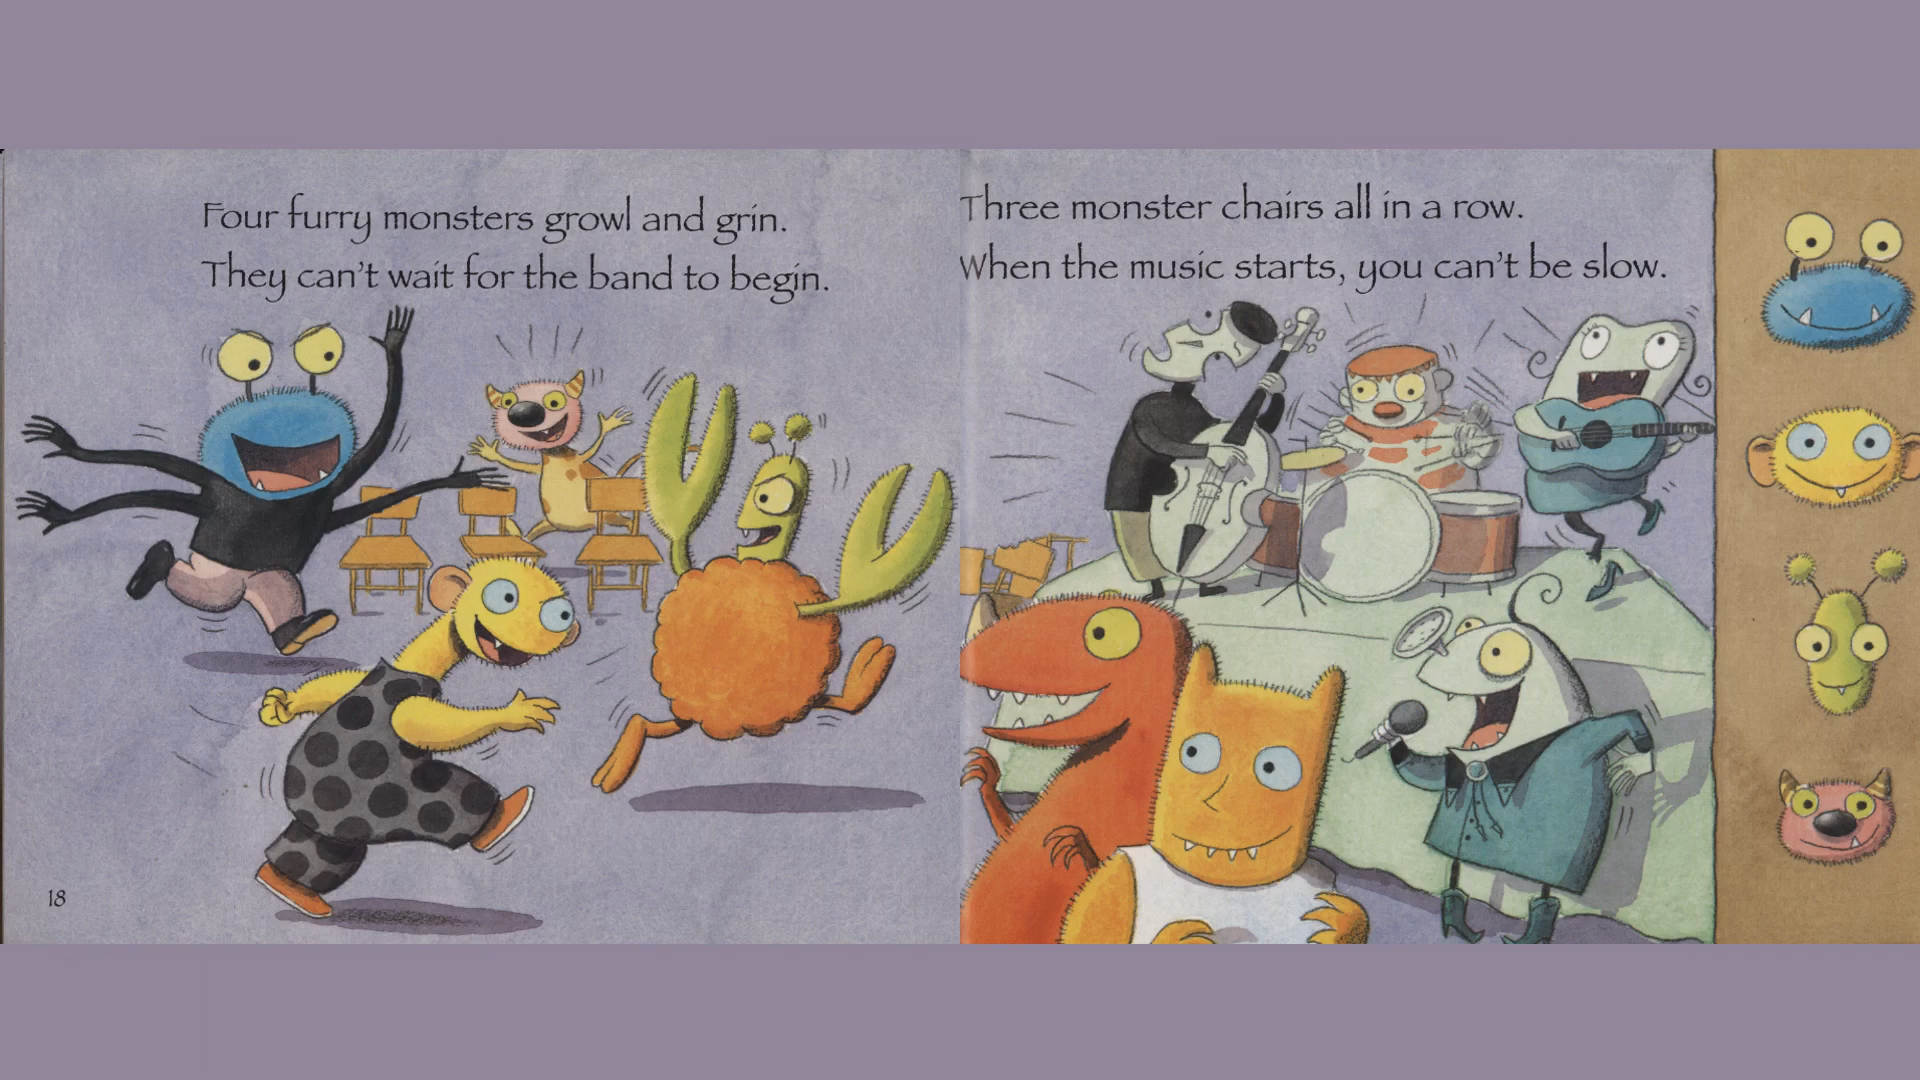 Four furry monsters growl and grin.
They can't wait for the band to begin.
18
Three monster chairs all in a row.
When the music starts, you can't be slow.